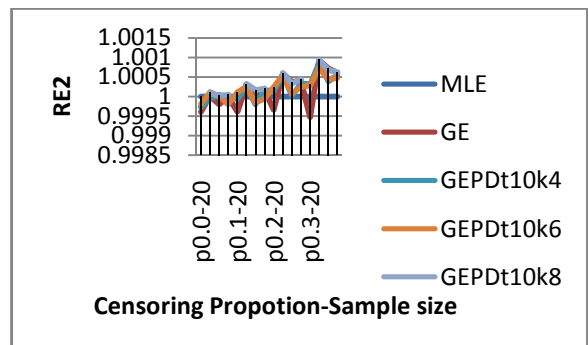 1.0015
1.001
1.0005
1
0.9995
0.999
0.9985
RE2
p0.0-20
p0.1-20
p0.2-20
p0.3-20
Censoring Propotion-Sample size
MLE
GE
GEPDt10k4
GEPDt10k6
GEPDt10k8